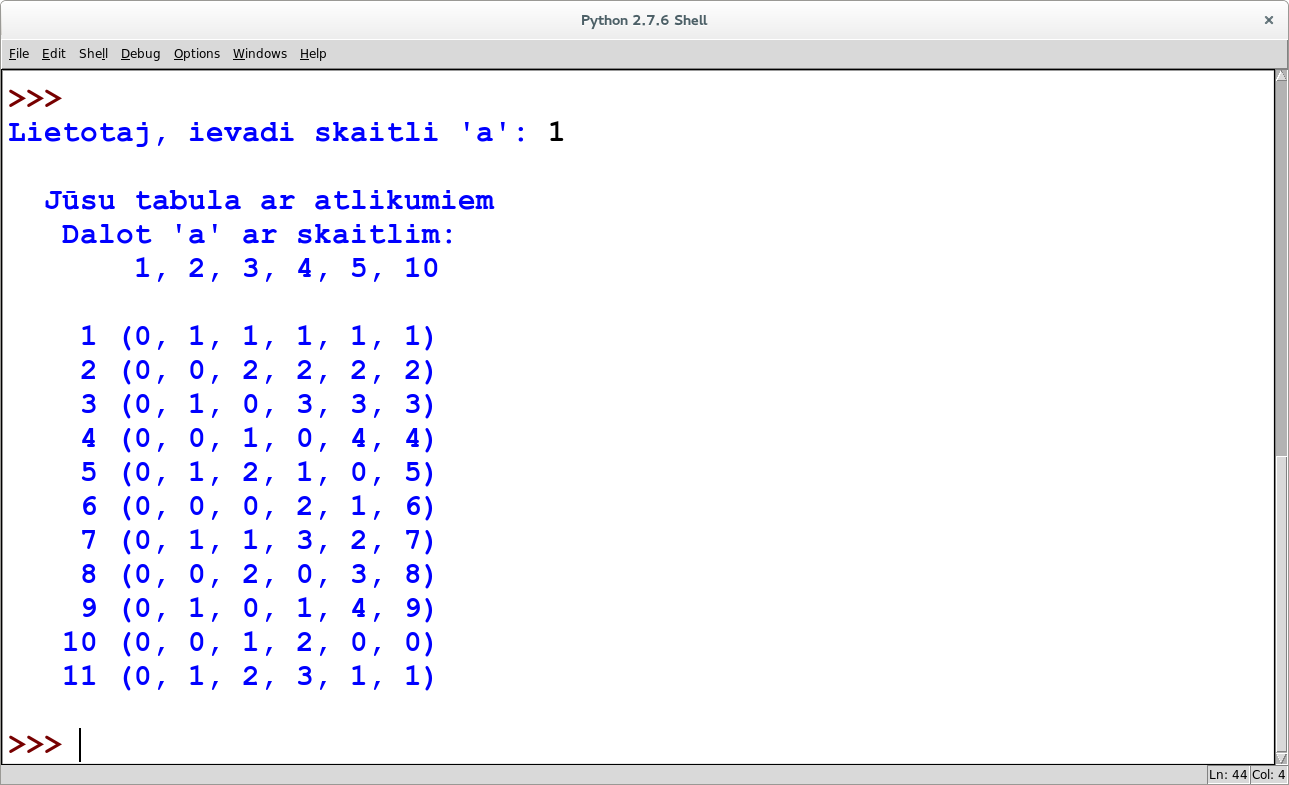 Python 2.7.6 Shell
File Edit Shell Debug Options Windows Help
>>>
Lietotaj, ievadi skaitli 'a': 1
Jūsu tabula ar atlikumiem
Dalot 'a' ar skaitlim:
1, 2, 3, 4, 5, 10
1 (0, 1, 1, 1, 1, 1)
2 (0, 0, 2, 2, 2, 2)
3 (0, 1, 0, 3, 3, 3)
4 (0, 0, 1, 0, 4, 4)
5 (0, 1, 2, 1, 0, 5)
6 (0, 0, 0, 2, 1, 6)
7 (0, 1, 1, 3, 2, 7)
8 (0, 0, 2, 0, 3, 8)
9 (0, 1, 0, 1, 4, 9)
10 (0, 0, 1, 2, 0, 0)
11 (0, 1, 2, 3, 1, 1)
>>>
Ln: 44 Col: 4